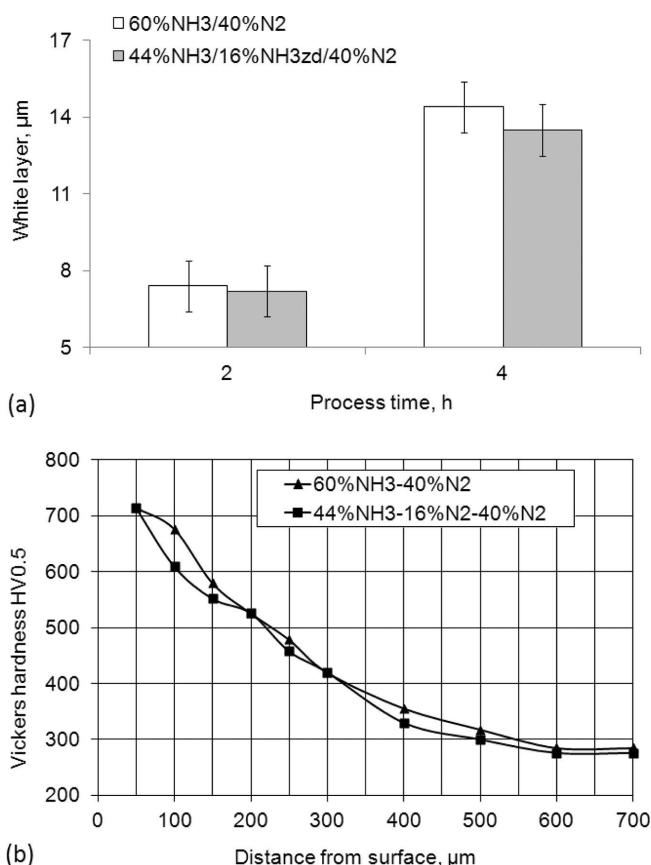 60%NH3/40%N2
44%NH3/16%NH3zd/40%N2
17
14
11
8
5
White layer, µm
2 4
Process time, h
(a)
800
700
600
500
400
300
200
Vickers hardness HV0.5
60%NH3-40%N2
44%NH3-16%N2-40%N2
0 100 200 300 400 500 600 700
Distance from surface, µm
(b)